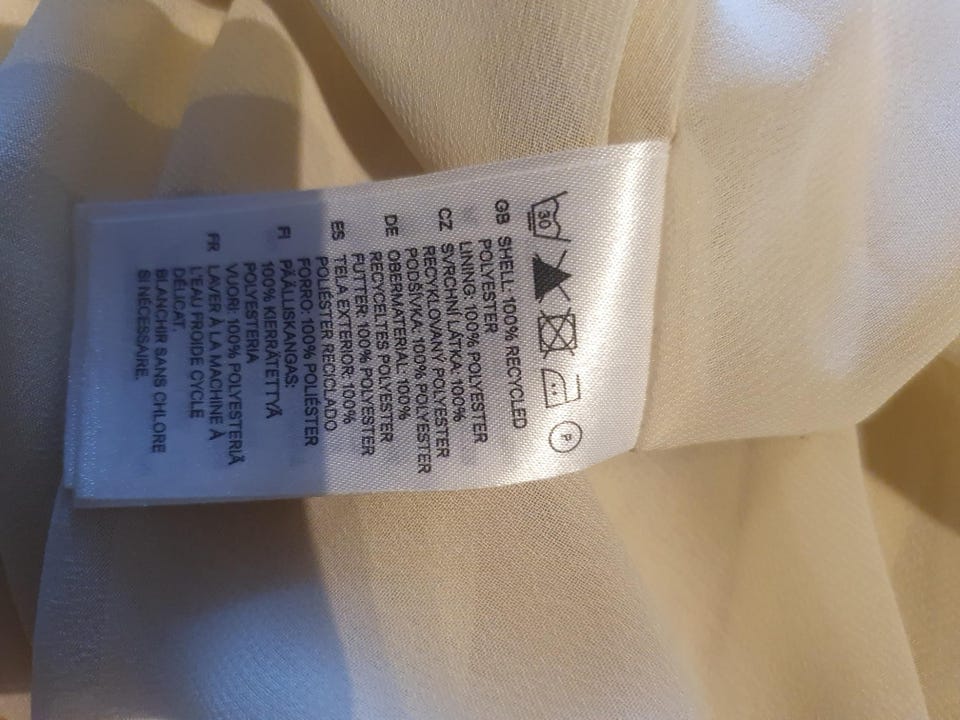 30 P
GB SHELL: 100% RECYCLED
POLYESTER
LINING: 100% POLYESTER
CZ SVRCHNÍ LÁTKA: 100%
RECYKLOVANÝ POLYESTER
PODŠÍVKA: 100% POLYESTER
DE OBERMATERIAL: 100%
RECYCELTES POLYESTER
FUTTER: 100% POLYESTER
ES TELA EXTERIOR: 100%
POLIÉSTER RECICLADO
FORRO: 100% POLIÉSTER
FI PÄÄLLISKANGAS:
100% KIERRÄTETTYÄ
POLYESTERIA
VUORI: 100% POLYESTERIÄ
FR LAVER À LA MACHINE À
L'EAU FROIDE CYCLE
DÉLICAT.
BLANCHIR SANS CHLORE
SI NÉCESSAIRE.